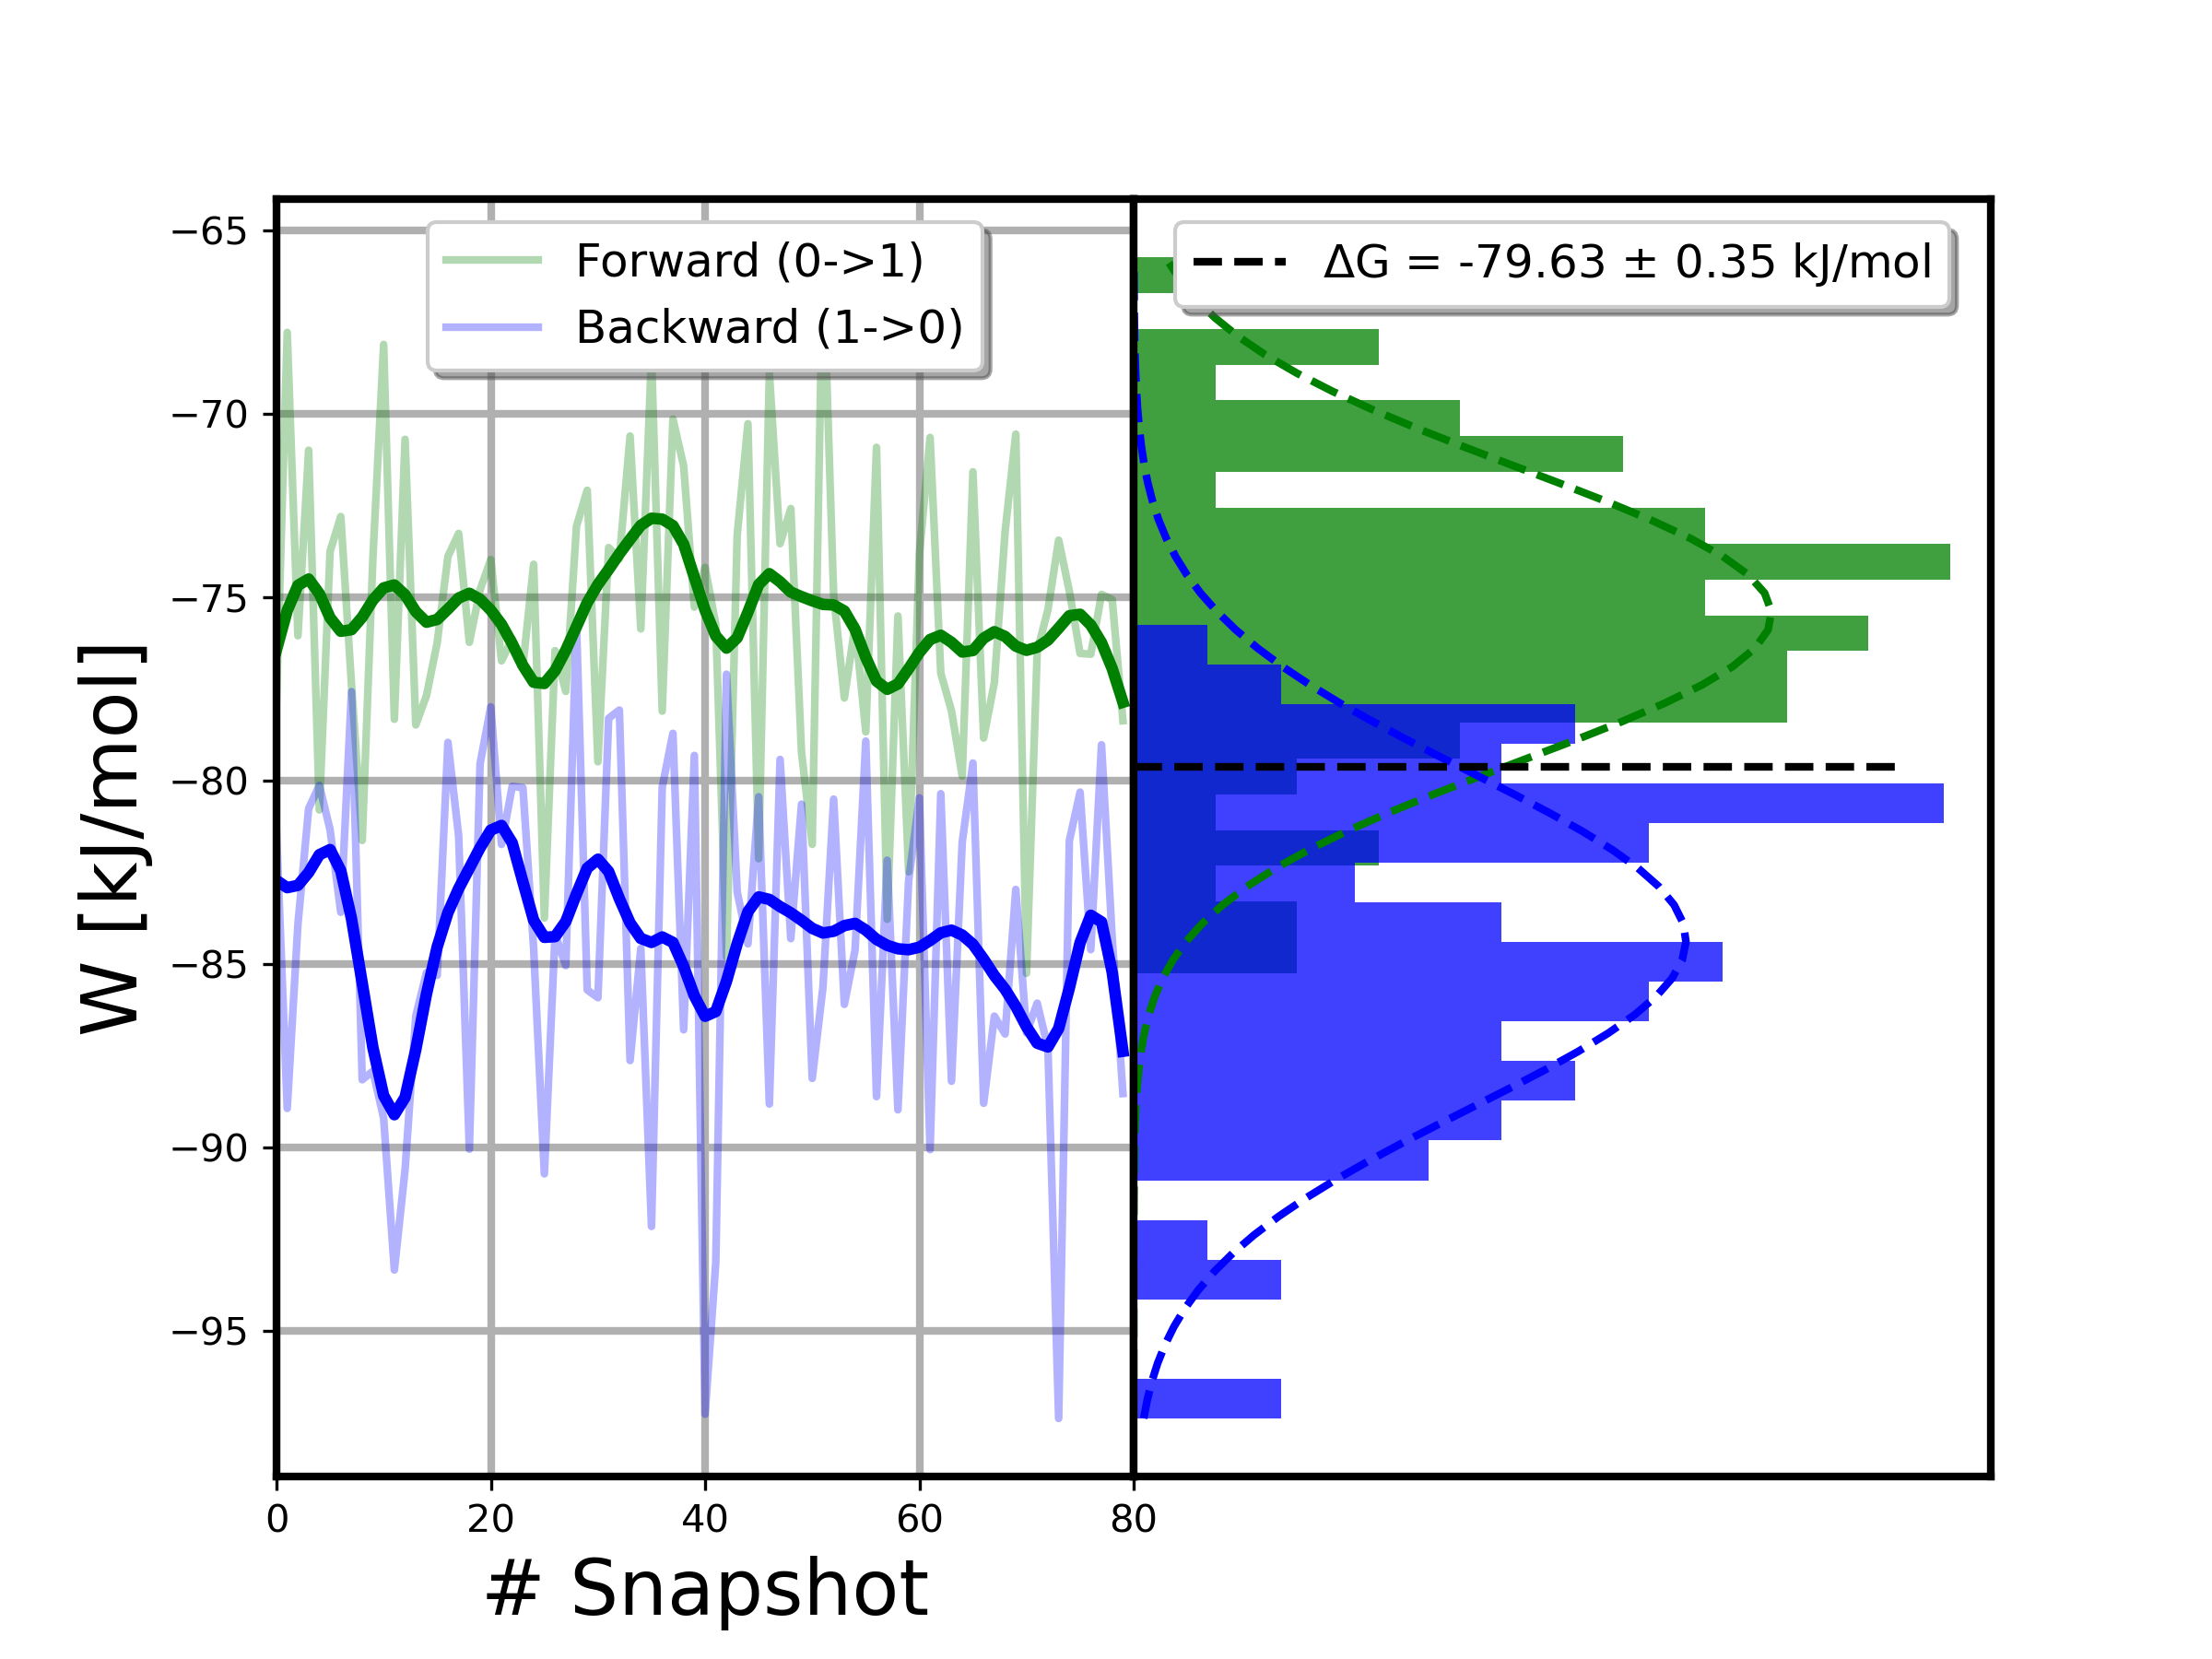 Forward (0->1)
Backward (1->0)
ΔG = -79.63 ± 0.35 kJ/mol
W [kJ/mol]
−65
−70
−75
−80
−85
−90
−95
0 20 40 60 80
# Snapshot